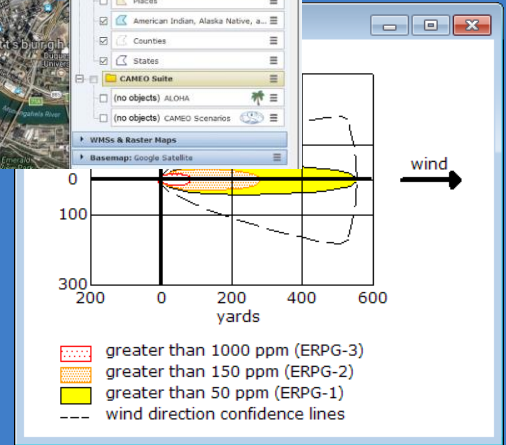 Places
American Indian, Alaska Native, a...
Counties
States
CAMEO Suite
(no objects) ALOHA
(no objects) CAMEO Scenarios
WMSs & Raster Maps
Basemap: Google Satellite
wind
0
100
300
200 0 200 400 600
yards
greater than 1000 ppm (ERPG-3)
greater than 150 ppm (ERPG-2)
greater than 50 ppm (ERPG-1)
wind direction confidence lines